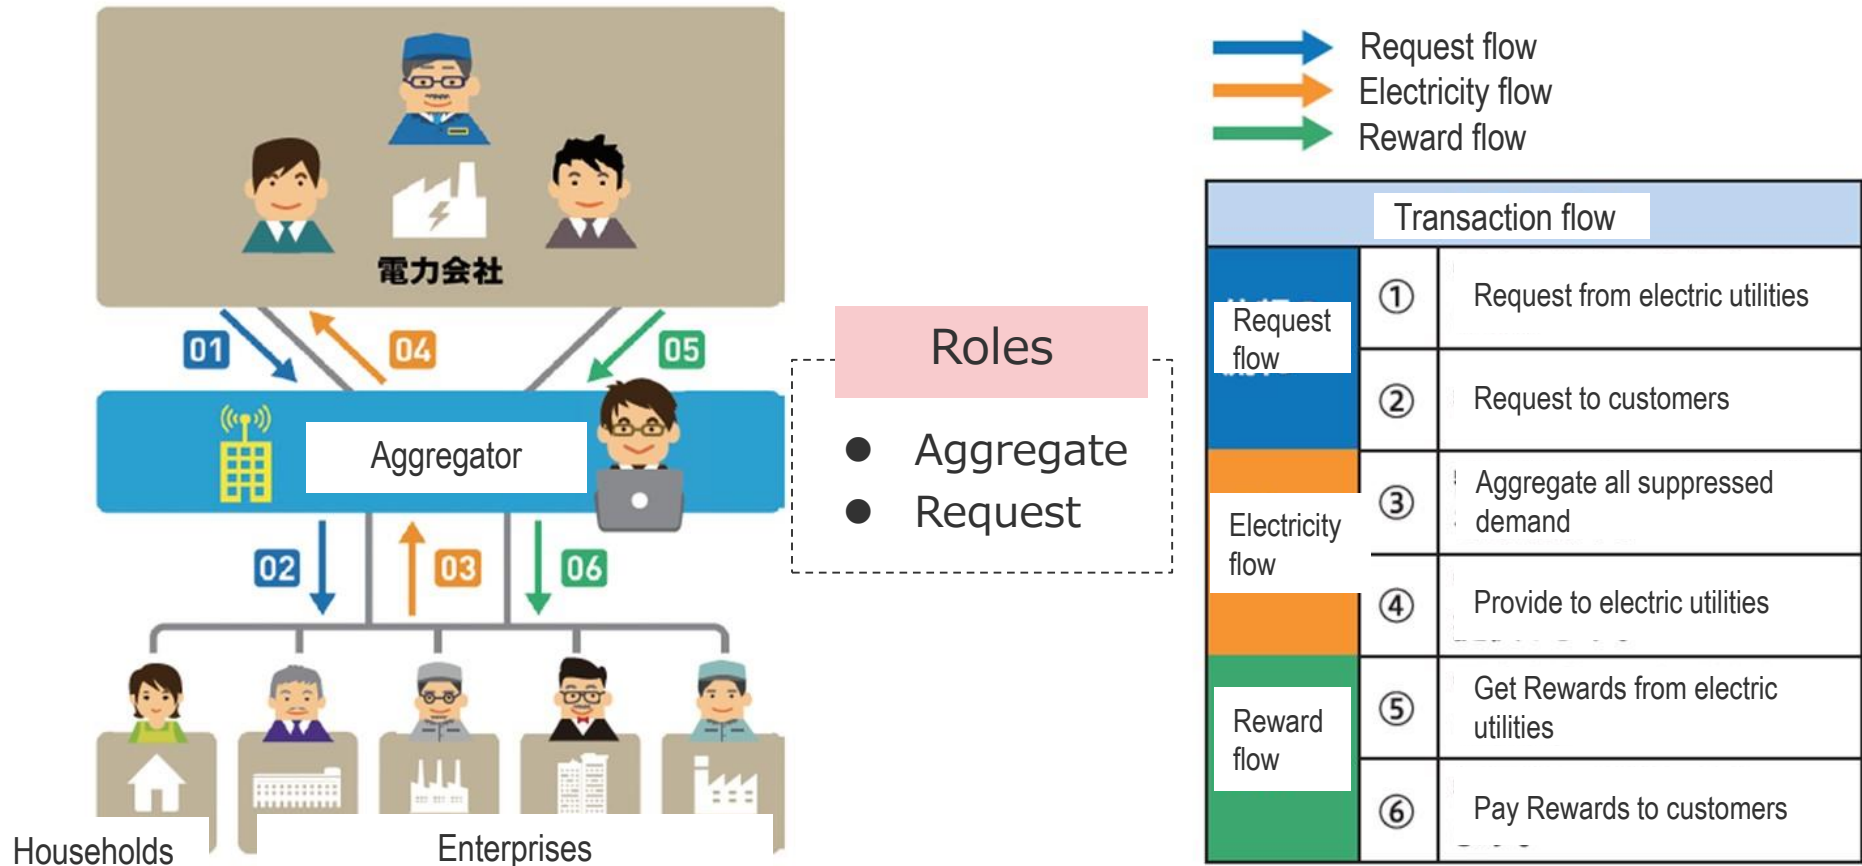 電力会社
01
04
05
Aggregator
02
03
06
Households
Enterprises
Roles
● Aggregate
● Request
Request flow
Electricity flow
Reward flow
Transaction flow
Request
flow
① Request from electric utilities
② Request to customers
Electricity
flow
③ Aggregate all suppressed
demand
④ Provide to electric utilities
Reward
flow
⑤ Get Rewards from electric
utilities
⑥ Pay Rewards to customers